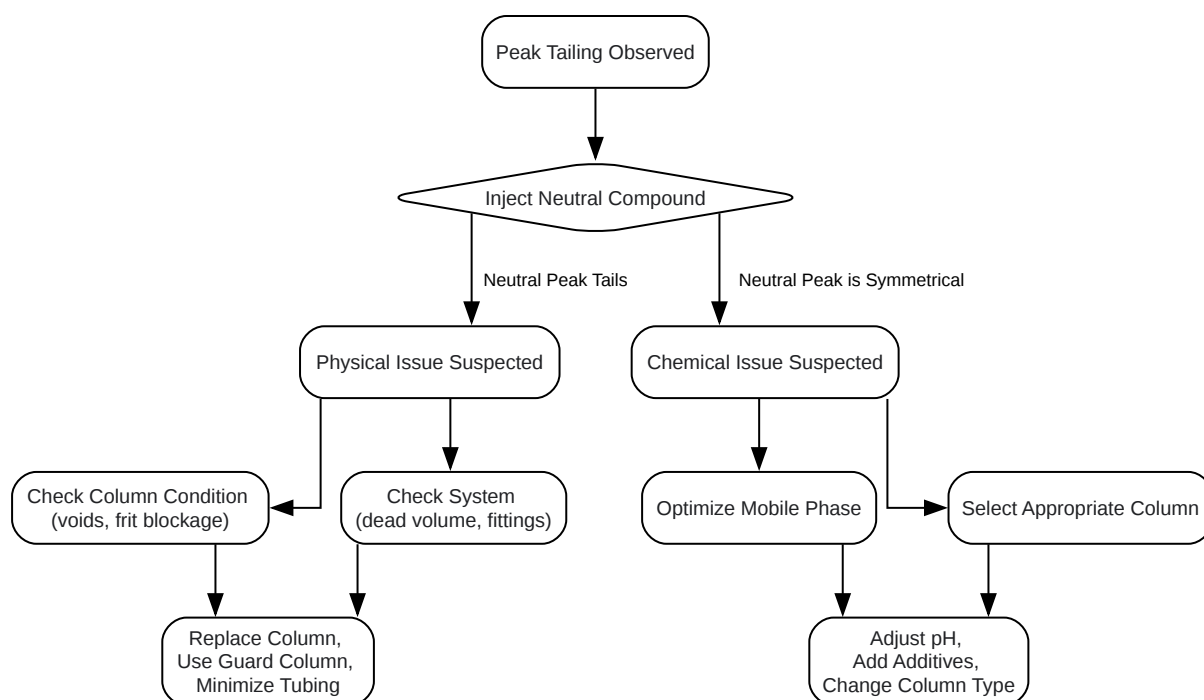 Peak Tailing Observed
Inject Neutral Compound
Neutral Peak Tails
Neutral Peak is Symmetrical
Physical Issue Suspected
Chemical Issue Suspected
Check Column Condition
(voids, frit blockage)
Check System
(dead volume, fittings)
Optimize Mobile Phase
Select Appropriate Column
Replace Column,
Use Guard Column,
Minimize Tubing
Adjust pH,
Add Additives,
Change Column Type